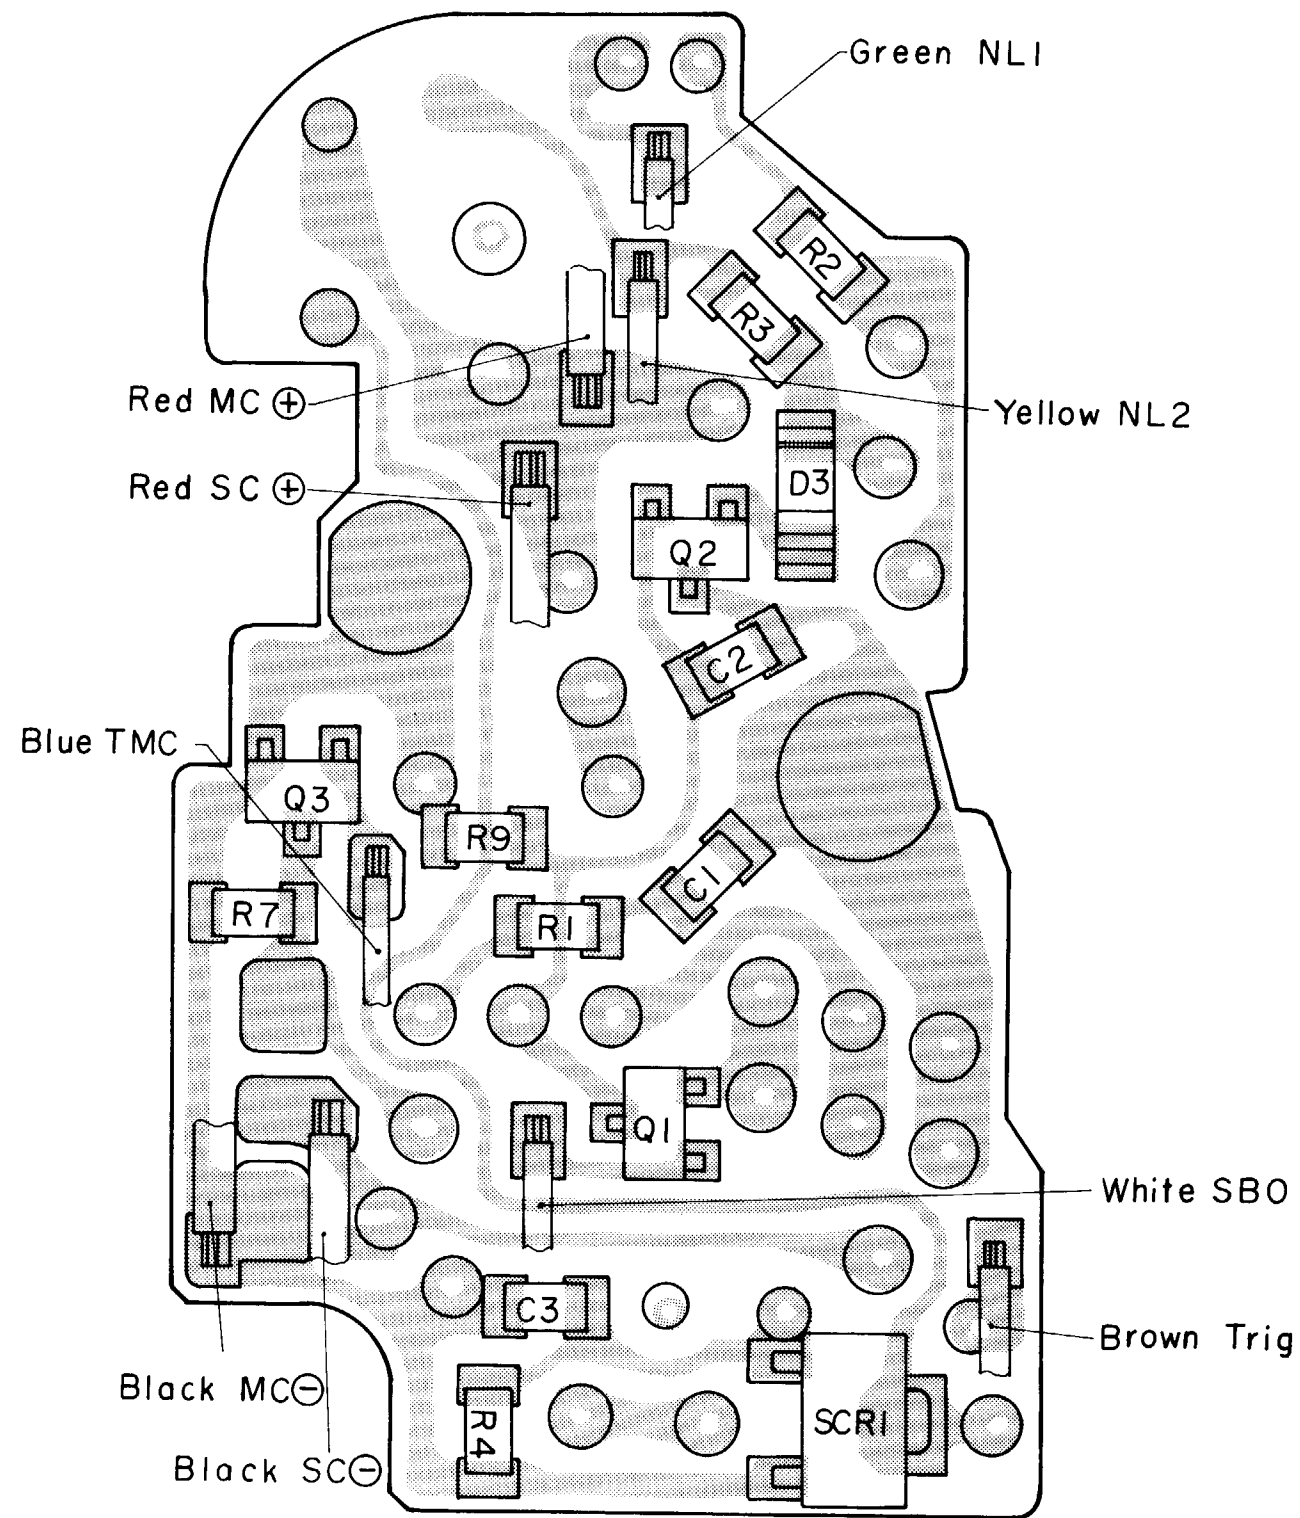 Green NL1
R2
R3
Red MC ⊕
Yellow NL2
Red SC ⊕
D3
Q2
C2
Blue TMC
Q3
R9
C1
R7
R1
Q1
White SBO
C3
Brown Trig
Black MC⊖
R4
SCR1
Black SC⊖